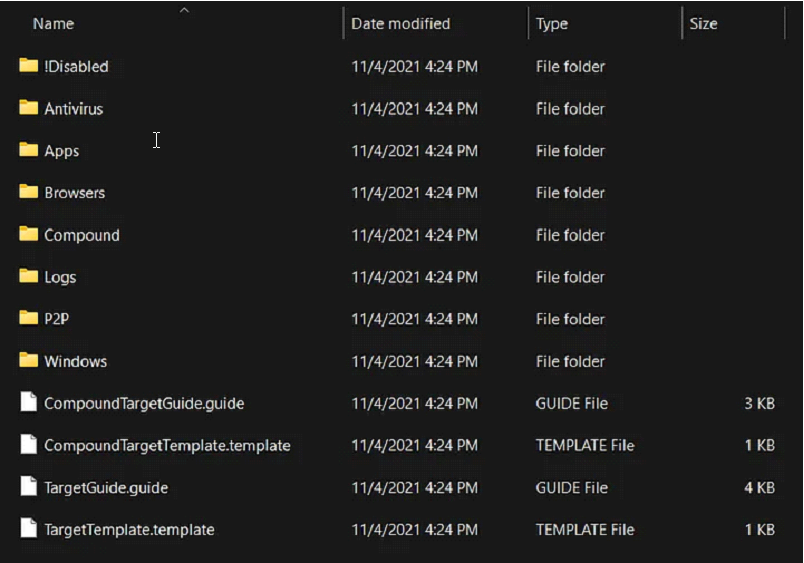 Name Date modified Type Size
!Disabled 11/4/2021 4:24 PM File folder
Antivirus 11/4/2021 4:24 PM File folder
Apps 11/4/2021 4:24 PM File folder
Browsers 11/4/2021 4:24 PM File folder
Compound 11/4/2021 4:24 PM File folder
Logs 11/4/2021 4:24 PM File folder
P2P 11/4/2021 4:24 PM File folder
Windows 11/4/2021 4:24 PM File folder
CompoundTargetGuide.guide 11/4/2021 4:24 PM GUIDE File 3 KB
CompoundTargetTemplate.template 11/4/2021 4:24 PM TEMPLATE File 1 KB
TargetGuide.guide 11/4/2021 4:24 PM GUIDE File 4 KB
TargetTemplate.template 11/4/2021 4:24 PM TEMPLATE File 1 KB